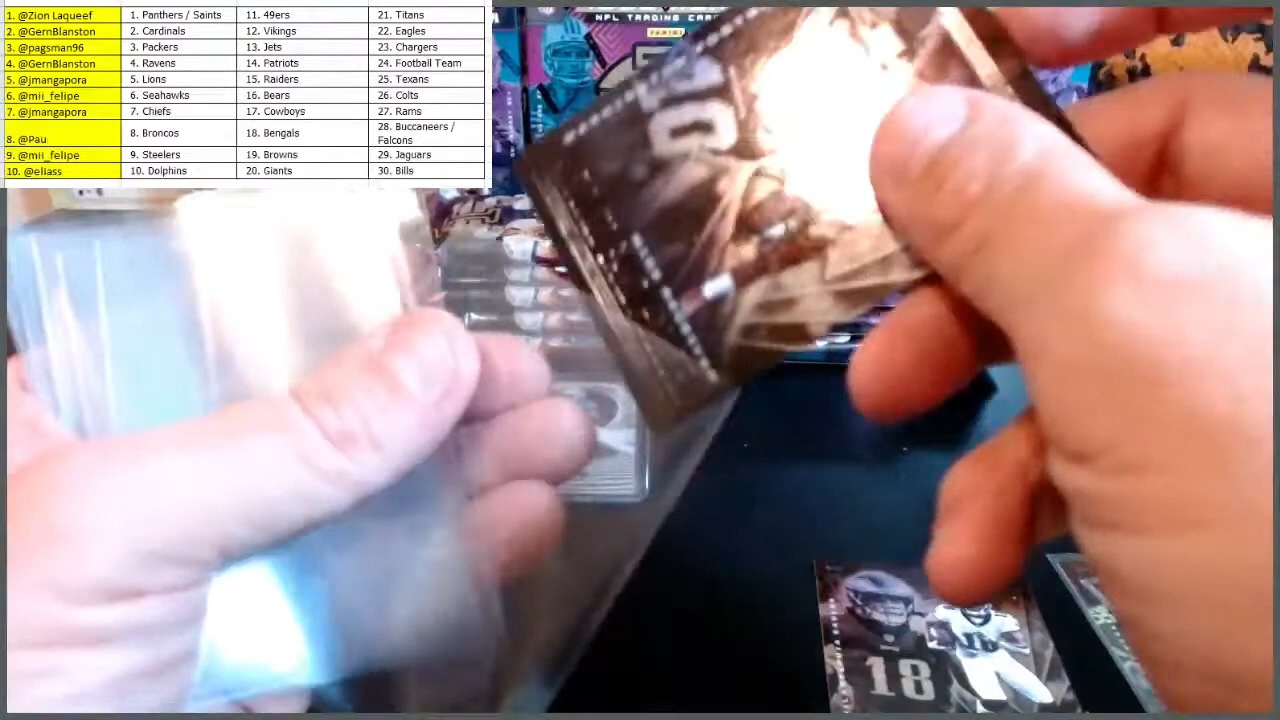 1. @Zion Laqueef 1. Panthers / Saints 11. 49ers 21. Titans
2. @GernBlanston 2. Cardinals 12. Vikings 22. Eagles
3. @pagsman96 3. Packers 13. Jets 23. Chargers
4. @GernBlanston 4. Ravens 14. Patriots 24. Football Team
5. @jmangapora 5. Lions 15. Raiders 25. Texans
6. @mii_felipe 6. Seahawks 16. Bears 26. Colts
7. @jmangapora 7. Chiefs 17. Cowboys 27. Rams
8. @Pau 8. Broncos 18. Bengals 28. Buccaneers / Falcons
9. @mii_felipe 9. Steelers 19. Browns 29. Jaguars
10. @eliass 10. Dolphins 20. Giants 30. Bills
NFL TRADING CAR
PANINI
18